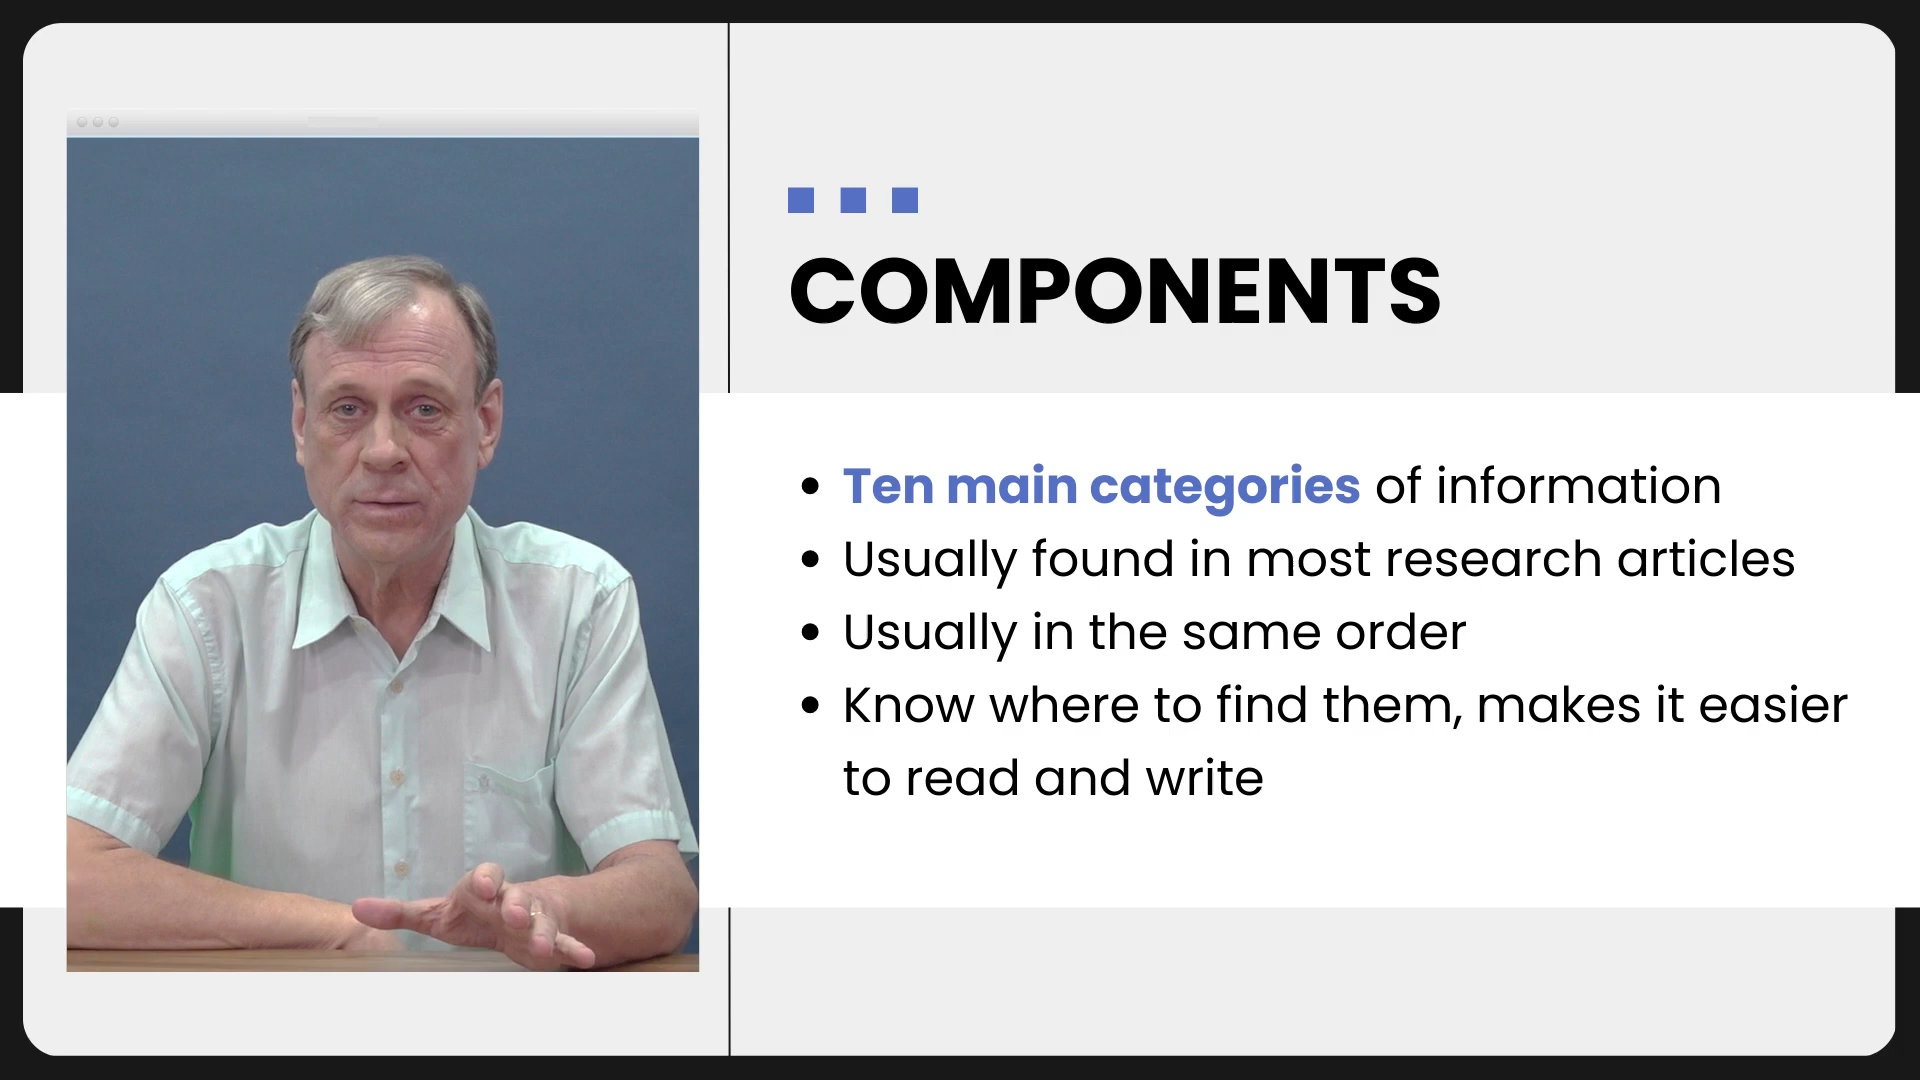 COMPONENTS
• Ten main categories of information
• Usually found in most research articles
• Usually in the same order
• Know where to find them, makes it easier
to read and write